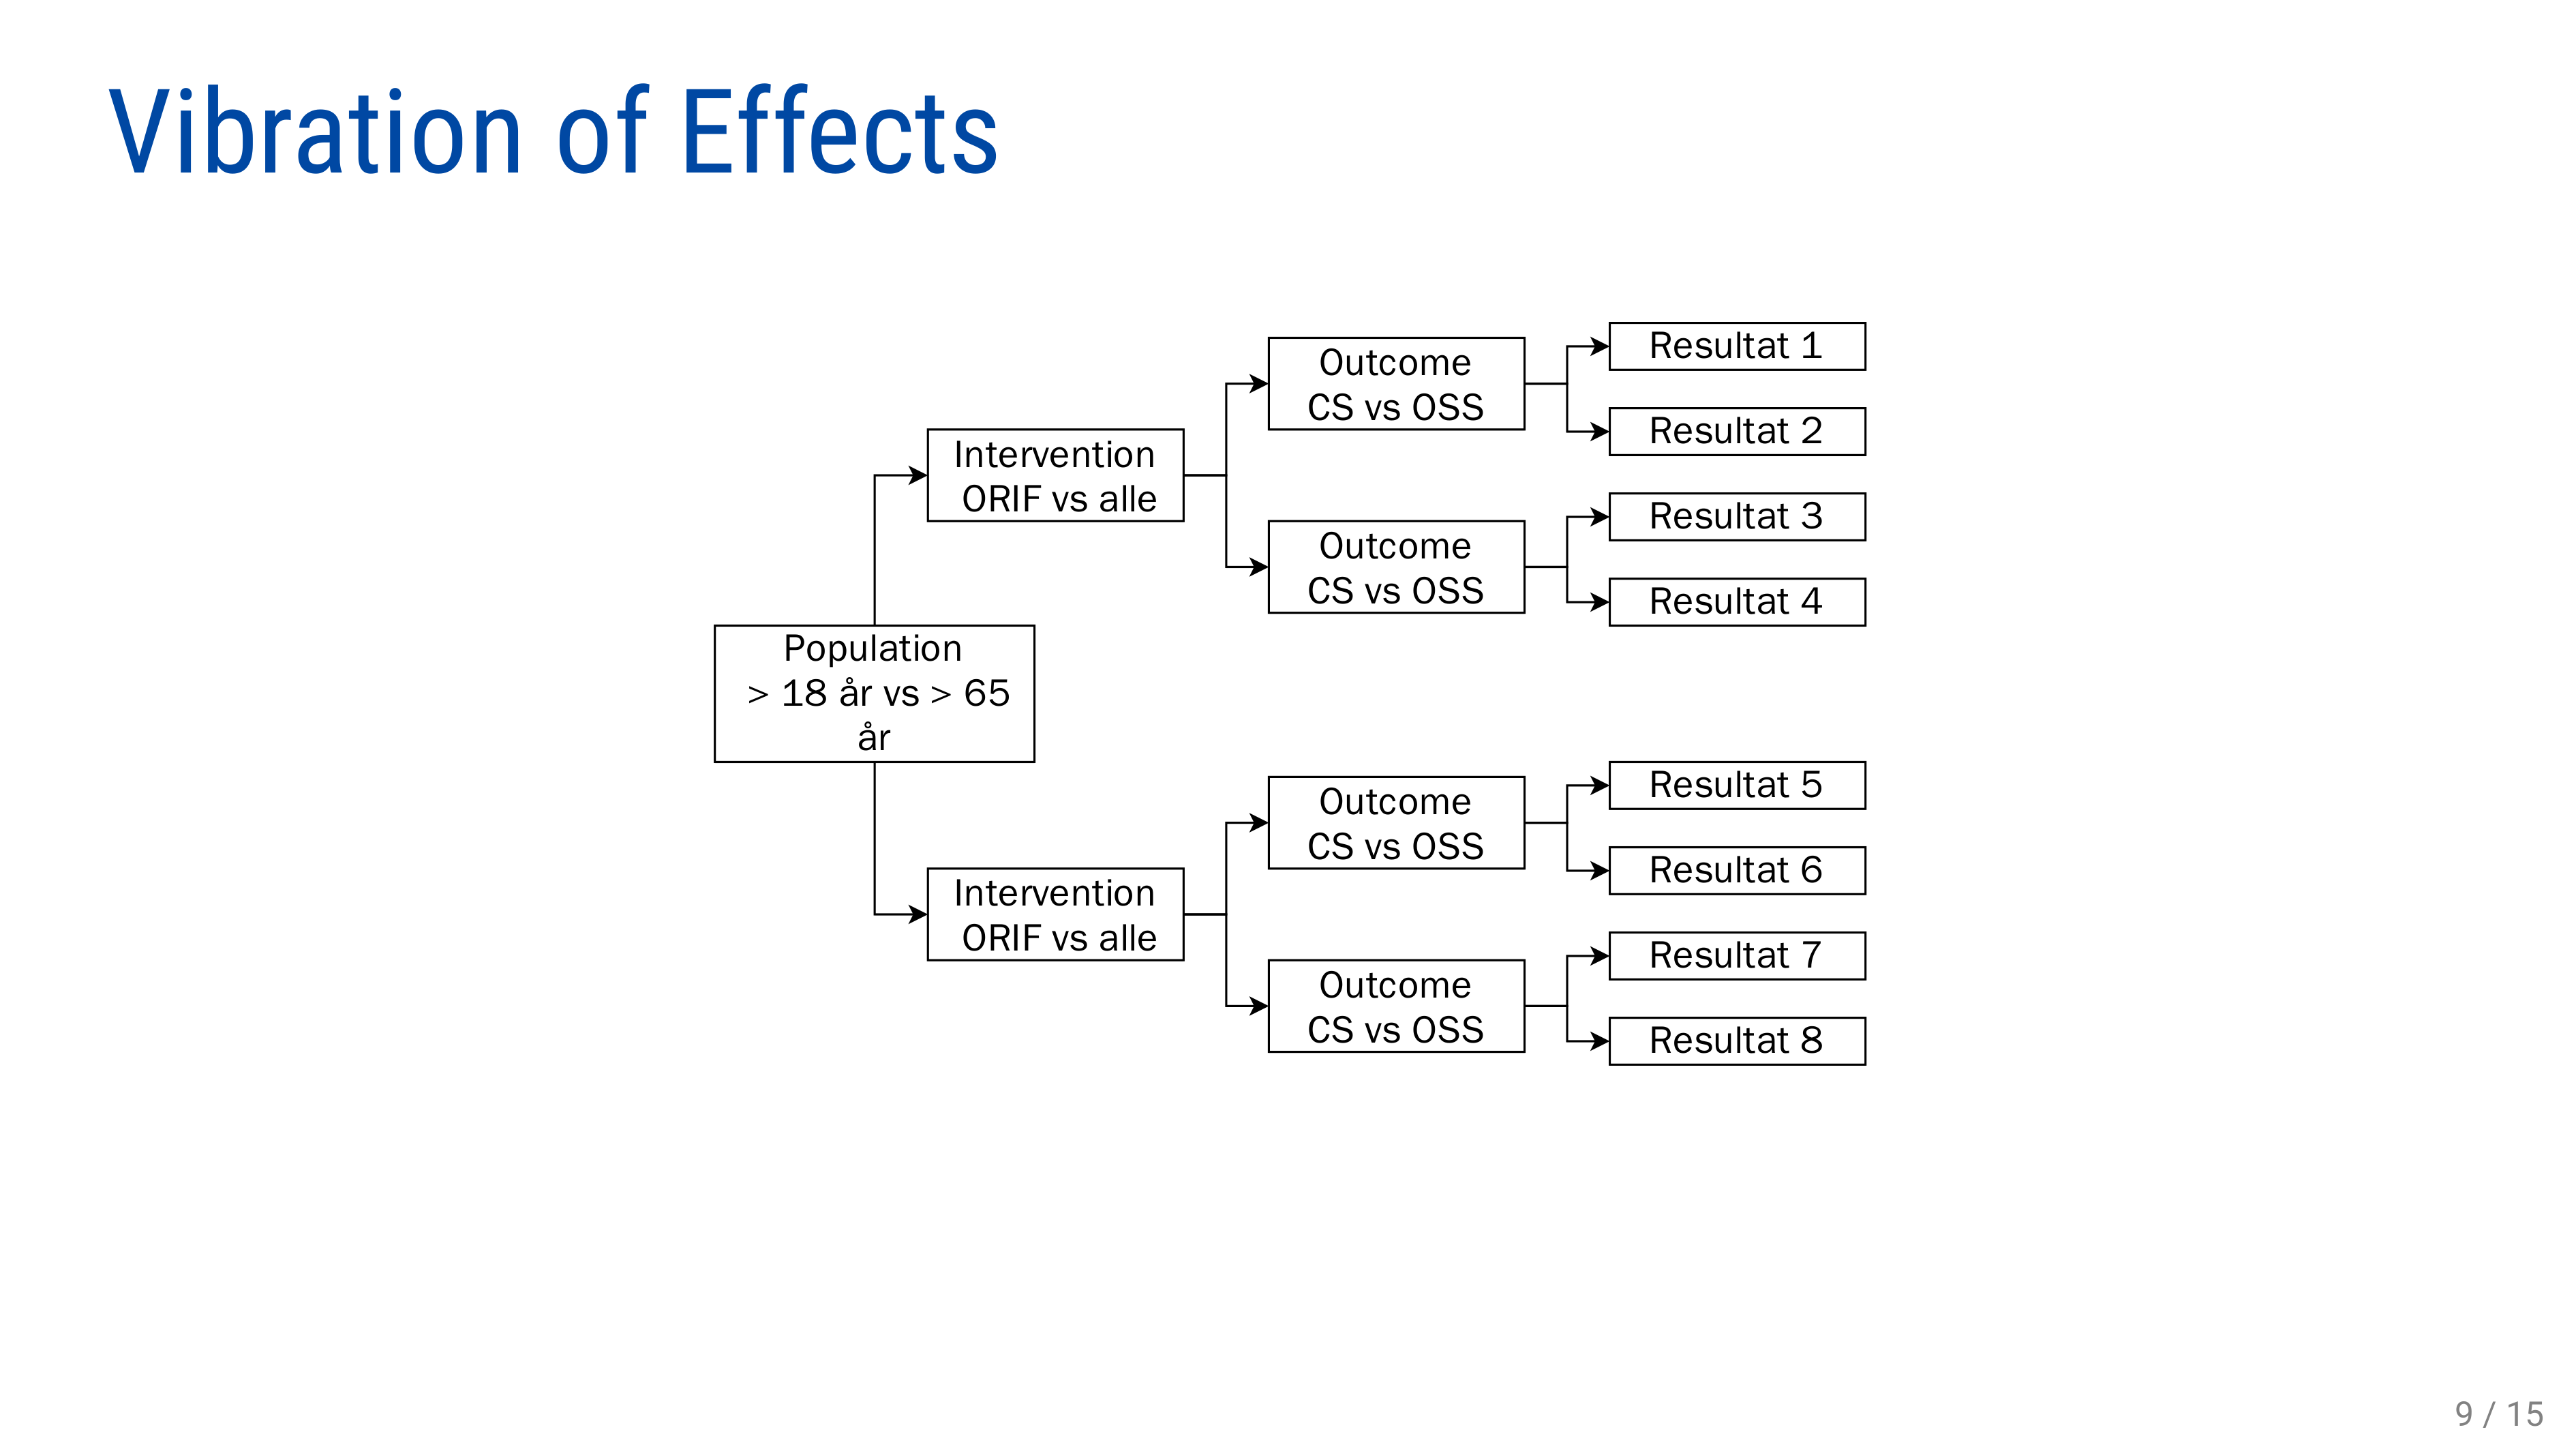 Vibration of Effects
Outcome
CS vs OSS
Resultat 1
Resultat 2
Intervention
ORIF vs alle
Outcome
CS vs OSS
Resultat 3
Resultat 4
Population
> 18 år vs > 65
år
Outcome
CS vs OSS
Resultat 5
Resultat 6
Intervention
ORIF vs alle
Outcome
CS vs OSS
Resultat 7
Resultat 8
9 / 15